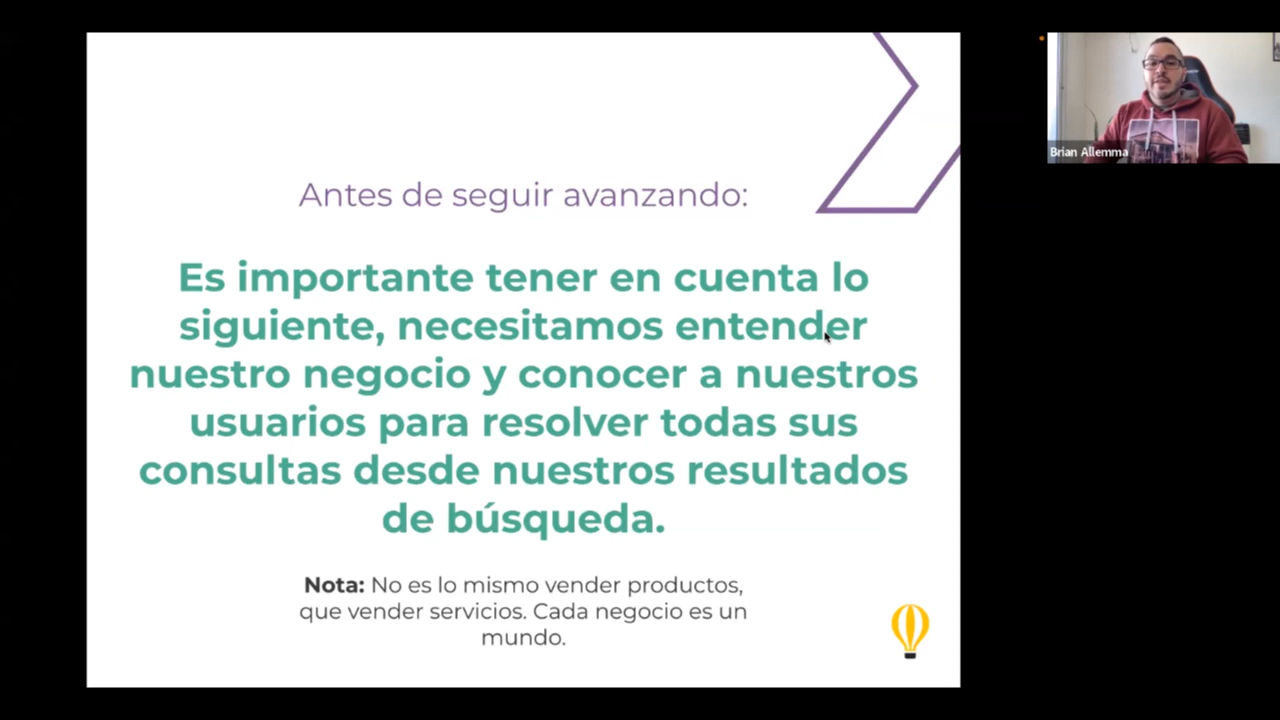 Antes de seguir avanzando:
Es importante tener en cuenta lo
siguiente, necesitamos entender
nuestro negocio y conocer a nuestros
usuarios para resolver todas sus
consultas desde nuestros resultados
de búsqueda.
Nota: No es lo mismo vender productos,
que vender servicios. Cada negocio es un
mundo.
Brian Allemma